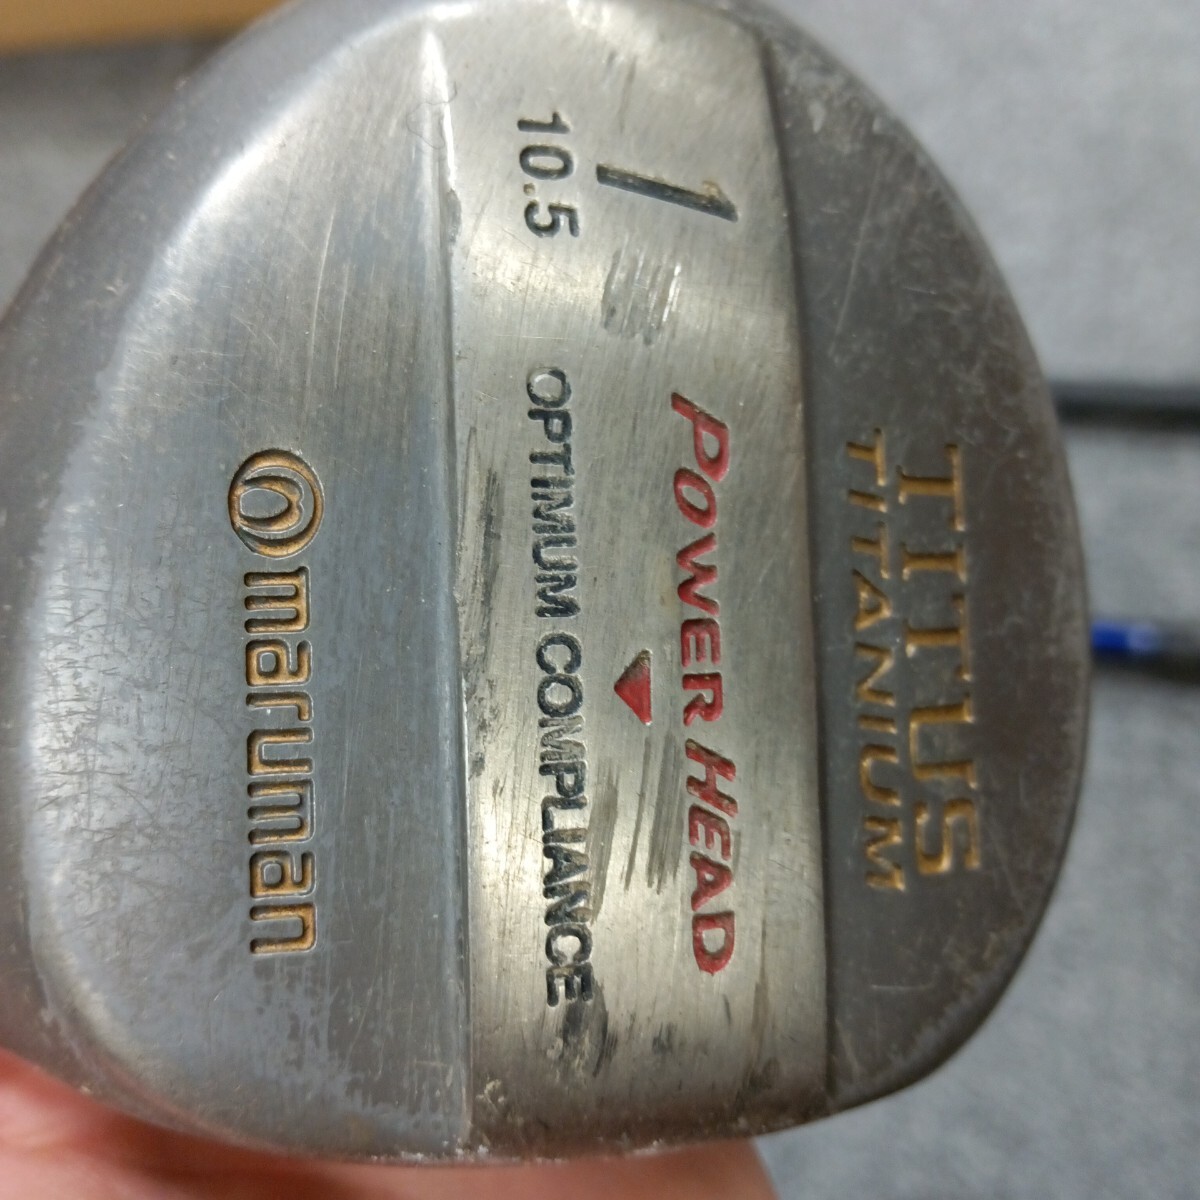 TITUS
TITANIUM
1
POWER HEAD
10.5
OPTIMUM COMPLIANCE
maruman